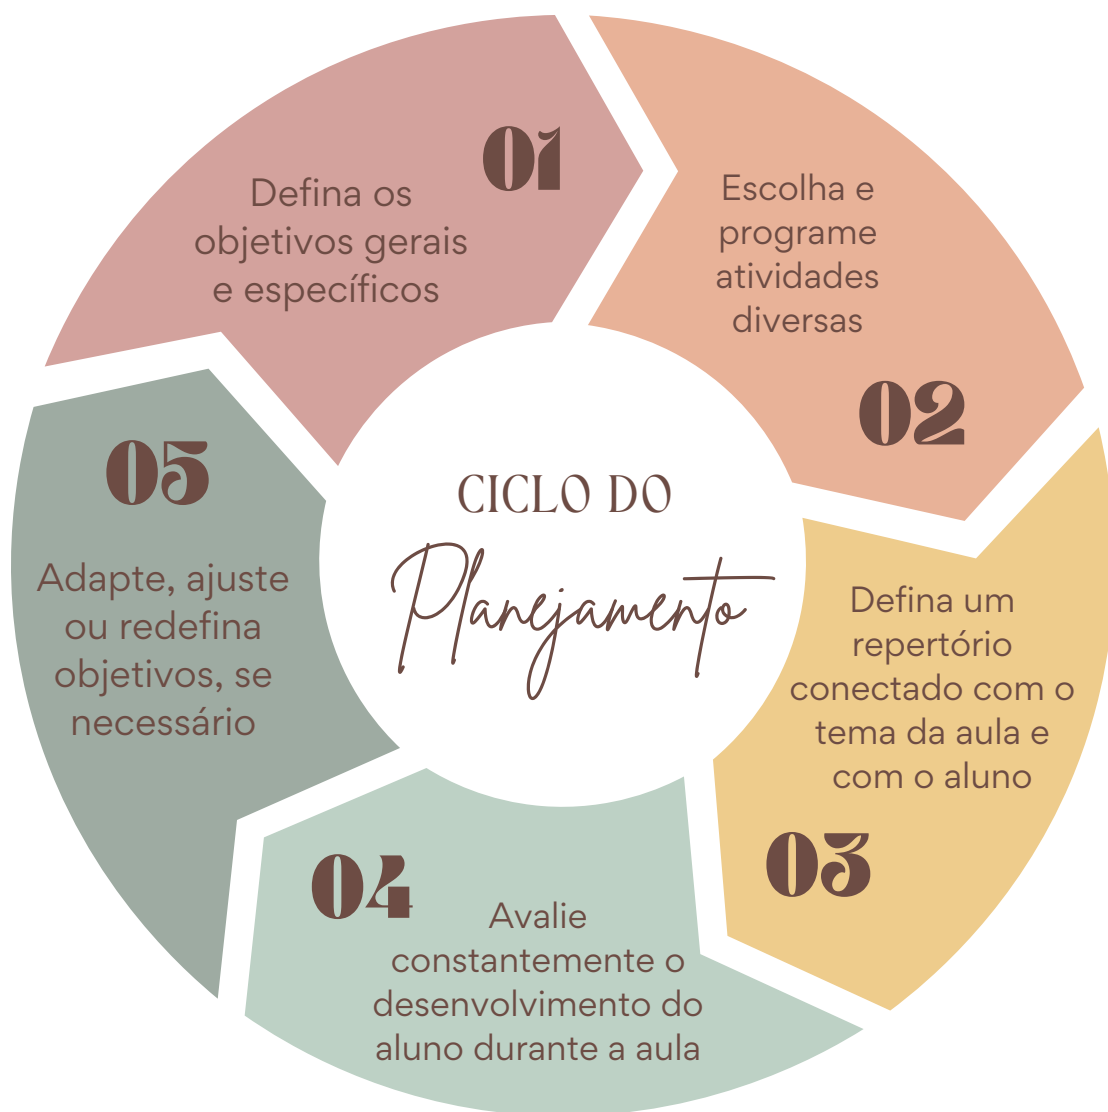 CICLO DO
Planejamento
01
Defina os
objetivos gerais
e específicos
Escolha e
programe
atividades
diversas
02
Defina um
repertório
conectado com o
tema da aula e
com o aluno
03
04
Avalie
constantemente o
desenvolvimento do
aluno durante a aula
05
Adapte, ajuste
ou redefina
objetivos, se
necessário